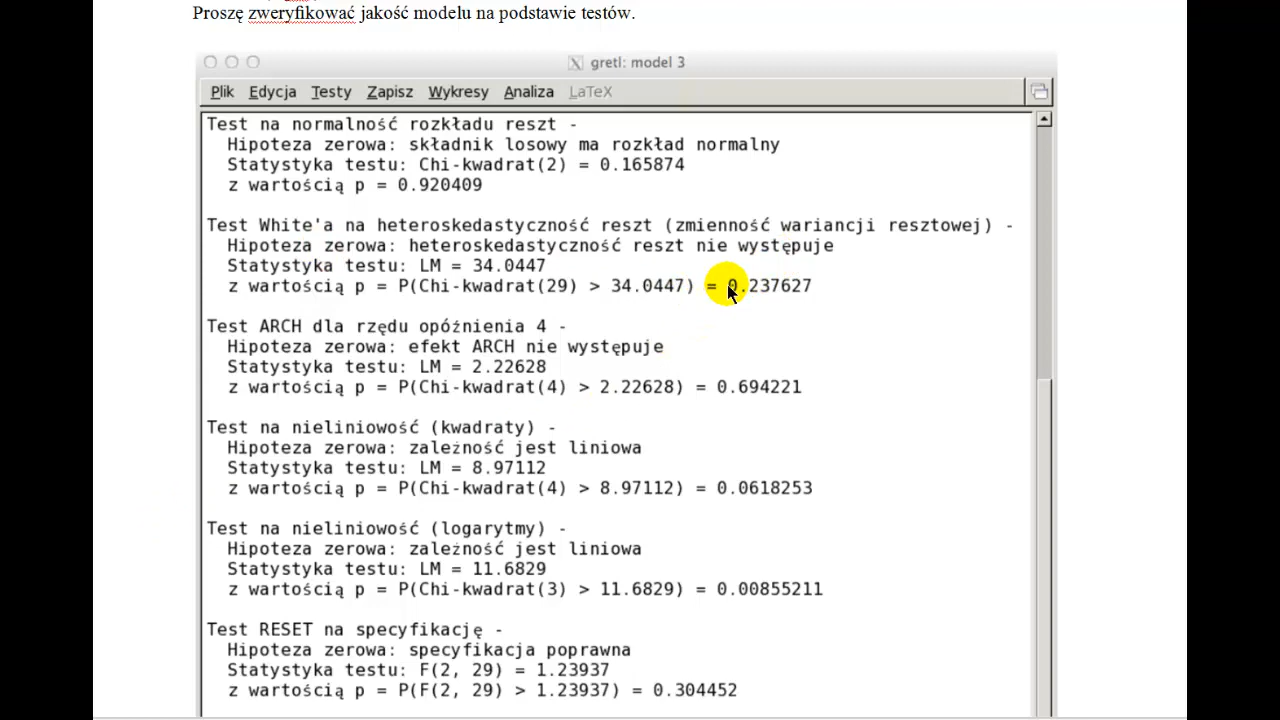 Proszę zweryfikować jakość modelu na podstawie testów.
gretl: model 3
Plik Edycja Testy Zapisz Wykresy Analiza LaTeX
Test na normalność rozkładu reszt -
Hipoteza zerowa: składnik losowy ma rozkład normalny
Statystyka testu: Chi-kwadrat(2) = 0.165874
z wartością p = 0.920409
Test White'a na heteroskedastyczność reszt (zmienność wariancji resztowej) -
Hipoteza zerowa: heteroskedastyczność reszt nie występuje
Statystyka testu: LM = 34.0447
z wartością p = P(Chi-kwadrat(29) > 34.0447) = 0.237627
Test ARCH dla rzędu opóźnienia 4 -
Hipoteza zerowa: efekt ARCH nie występuje
Statystyka testu: LM = 2.22628
z wartością p = P(Chi-kwadrat(4) > 2.22628) = 0.694221
Test na nieliniowość (kwadraty) -
Hipoteza zerowa: zależność jest liniowa
Statystyka testu: LM = 8.97112
z wartością p = P(Chi-kwadrat(4) > 8.97112) = 0.0618253
Test na nieliniowość (logarytmy) -
Hipoteza zerowa: zależność jest liniowa
Statystyka testu: LM = 11.6829
z wartością p = P(Chi-kwadrat(3) > 11.6829) = 0.00855211
Test RESET na specyfikację -
Hipoteza zerowa: specyfikacja poprawna
Statystyka testu: F(2, 29) = 1.23937
z wartością p = P(F(2, 29) > 1.23937) = 0.304452